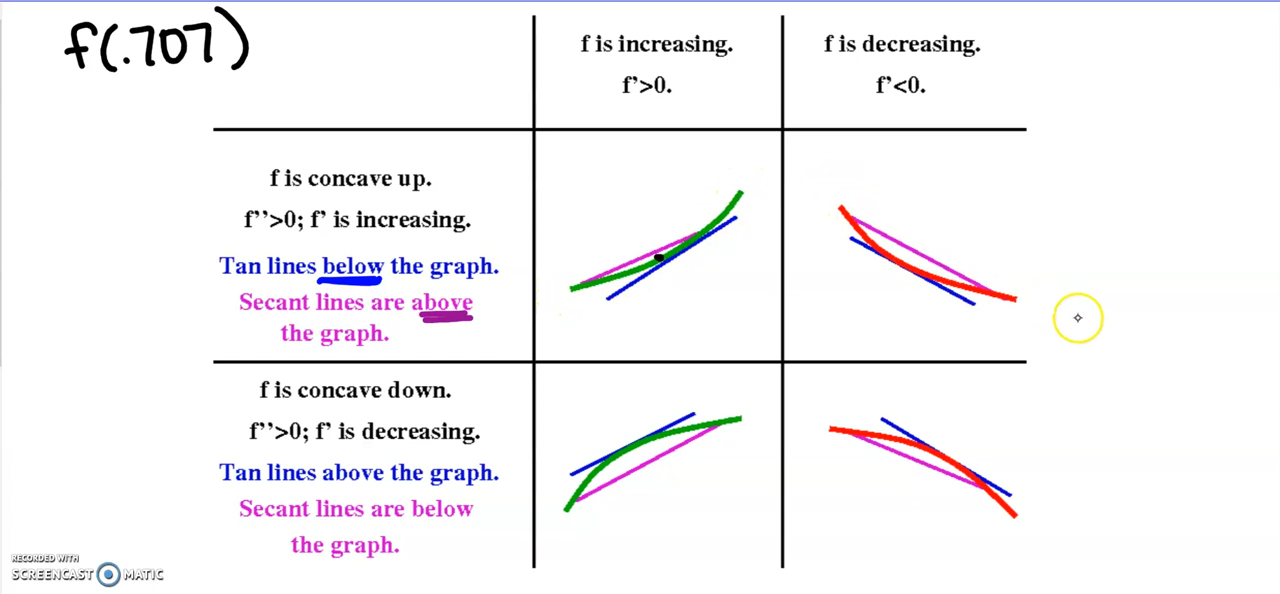 f(.707)
f is increasing.
f'>0.
f is decreasing.
f'<0.
f is concave up.
f''>0; f' is increasing.
Tan lines below the graph.
Secant lines are above
the graph.
f is concave down.
f''>0; f' is decreasing.
Tan lines above the graph.
Secant lines are below
the graph.
RECORDED WITH
SCREENCAST MATIC